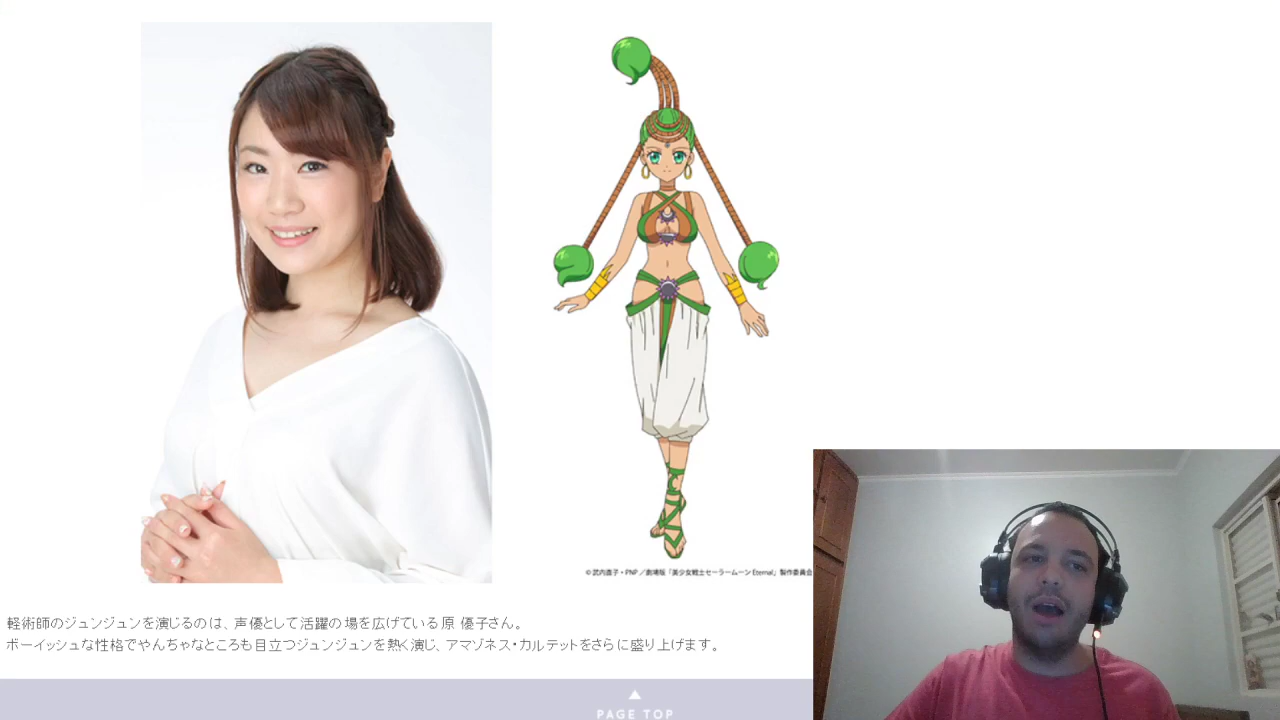 ©武内直子・PNP／劇場版「美少女戦士セーラームーンEternal」製作委員会
軽術師のジュンジュンを演じるのは、声優として活躍の場を広げている原 優子さん。
ボーイッシュな性格でやんちゃなところも目立つジュンジュンを熱く演じ、アマゾネス・カルテットをさらに盛り上げます。
PAGE TOP